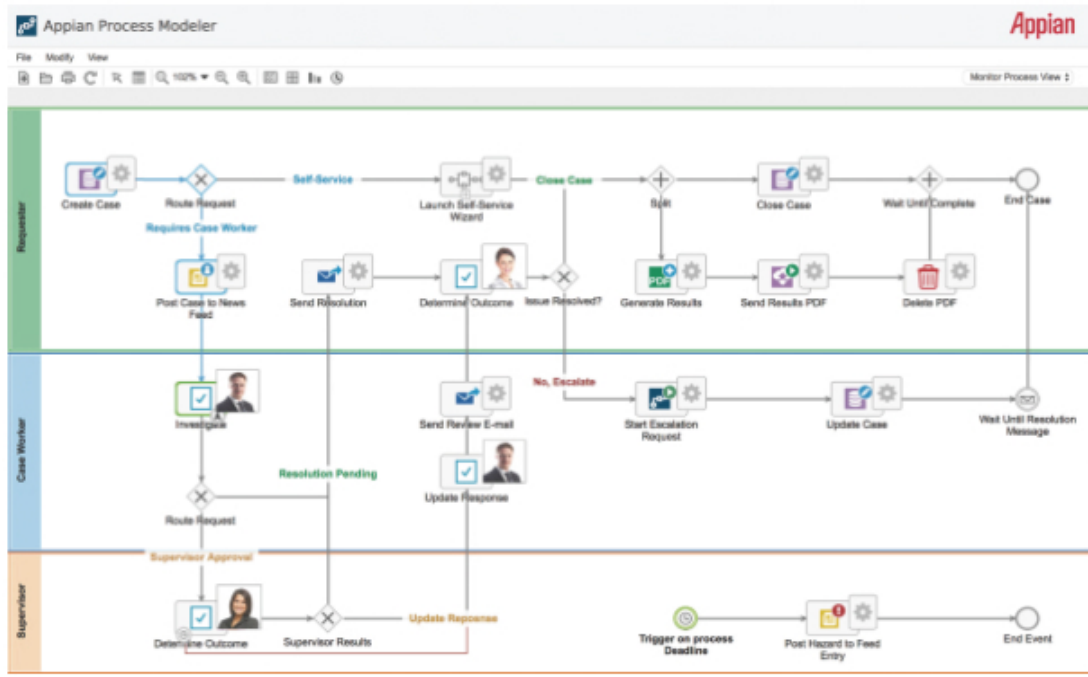 Appian Process Modeler
Appian
File Modify View
102%
Monitor Process View
Requester
Create Case
Route Request
Self-Service
Launch Self-Service
Wizard
Close Case
Split
Close Case
Wait Until Complete
End Case
Requires Case Worker
Post Case to News
Feed
Send Resolution
Determine Outcome
Issue Resolved?
PDF
Generate Results
Send Results PDF
Delete PDF
Case Worker
Investigate
No, Escalate
Send Review E-mail
Start Escalation
Request
Update Case
Wait Until Resolution
Message
Resolution Pending
Update Response
Route Request
Supervisor Approval
Supervisor
Determine Outcome
Supervisor Results
Update Reponse
Trigger on process
Deadline
Post Hazard to Feed
Entry
End Event